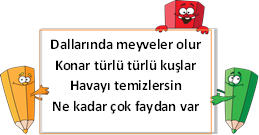 Dallarında meyveler olur
Konar türlü türlü kuşlar
Havayı temizlersin
Ne kadar çok faydan var